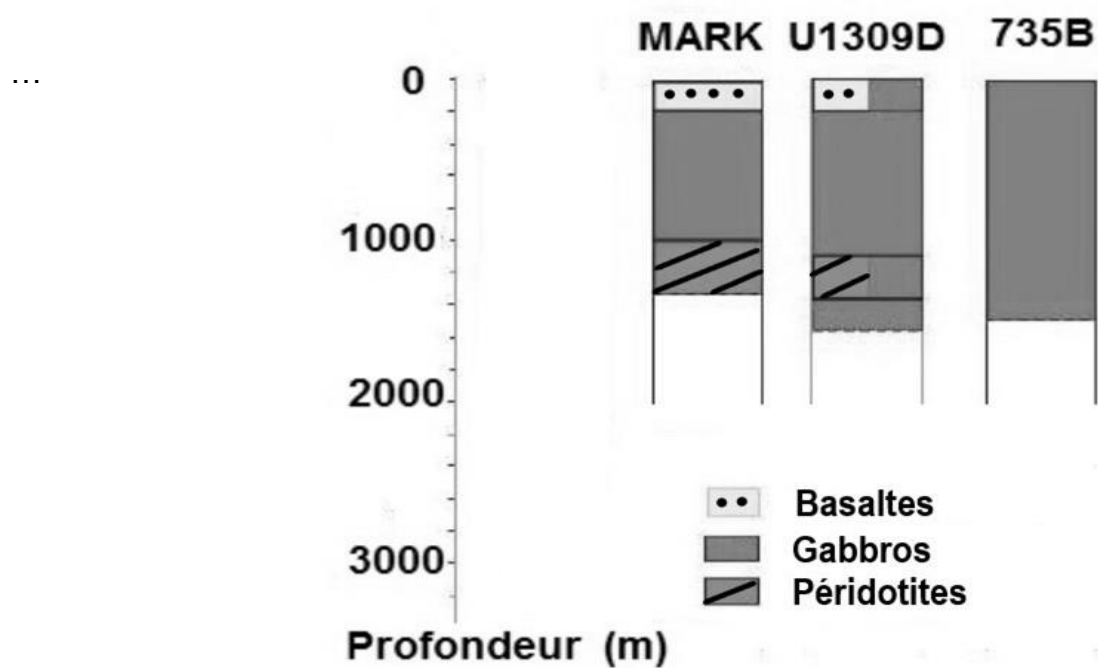 MARK U1309D 735B
...
0
1000
2000
3000
Basaltes
Gabbros
Péridotites
Profondeur (m)